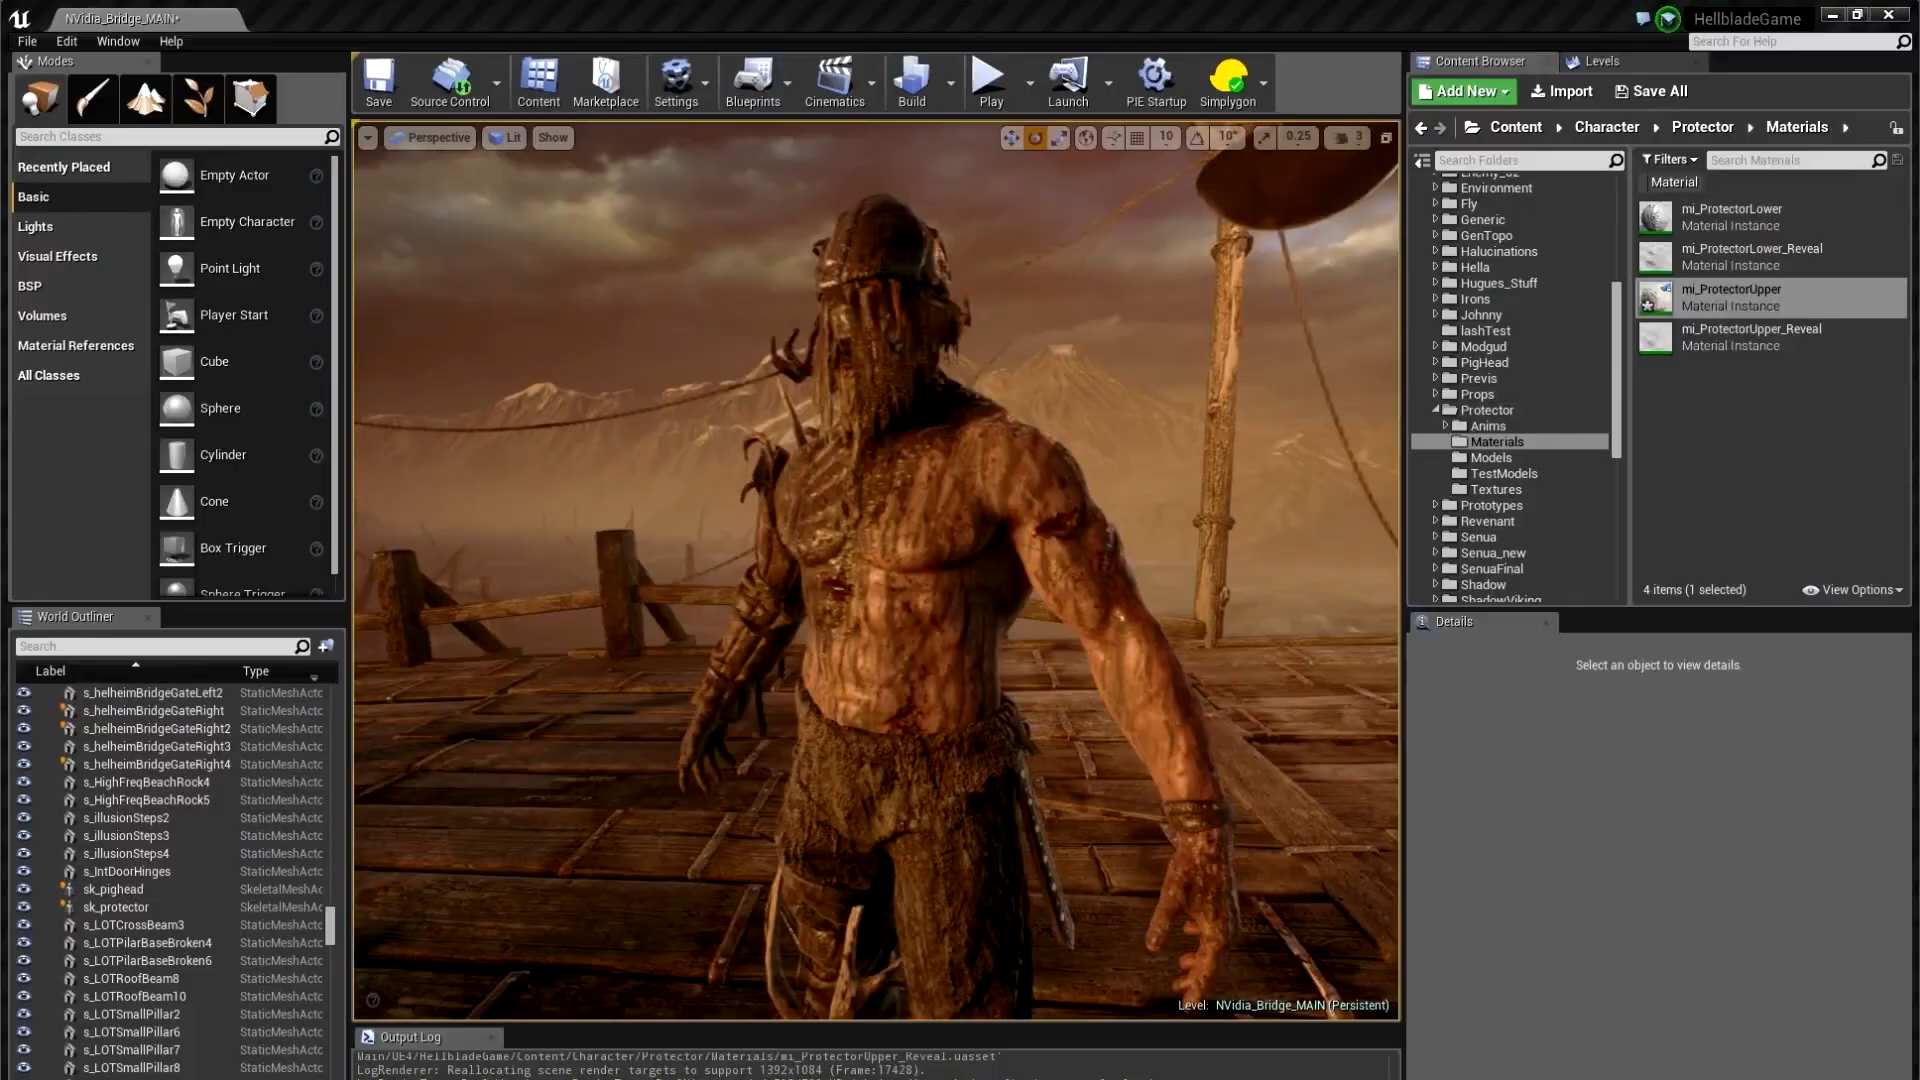 NVidia_Bridge_MAIN*
HellbladeGame
File Edit Window Help
Search For Help
Modes
Search Classes
Recently Placed
Basic
Lights
Visual Effects
BSP
Volumes
Material References
All Classes
Empty Actor
Empty Character
Point Light
Player Start
Cube
Sphere
Cylinder
Cone
Box Trigger
Sphere Trigger
Save Source Control Content Marketplace Settings Blueprints Cinematics Build Play Launch PIE Startup Simplygon
Perspective Lit Show 10 10° 0.25 3
Level: NVidia_Bridge_MAIN (Persistent)
World Outliner
Search..
Label Type
s_helheimBridgeGateLeft2 StaticMeshActc
s_helheimBridgeGateRight StaticMeshActc
s_helheimBridgeGateRight2 StaticMeshActc
s_helheimBridgeGateRight3 StaticMeshActc
s_helheimBridgeGateRight4 StaticMeshActc
s_HighFreqBeachRock4 StaticMeshActc
s_HighFreqBeachRock5 StaticMeshActc
s_illusionSteps2 StaticMeshActc
s_illusionSteps3 StaticMeshActc
s_illusionSteps4 StaticMeshActc
s_IntDoorHinges StaticMeshActc
sk_pighead SkeletalMeshAc
sk_protector SkeletalMeshAc
s_LOTCrossBeam3 StaticMeshActc
s_LOTPilarBaseBroken4 StaticMeshActc
s_LOTPilarBaseBroken6 StaticMeshActc
s_LOTRoofBeam8 StaticMeshActc
s_LOTRoofBeam10 StaticMeshActc
s_LOTSmallPillar2 StaticMeshActc
s_LOTSmallPillar6 StaticMeshActc
s_LOTSmallPillar7 StaticMeshActc
s_LOTSmallPillar8 StaticMeshActc
Output Log
Main/UE4/HellbladeGame/Content/Character/Protector/Materials/mi_ProtectorUpper_Reveal.uasset'
LogRenderer: Reallocating scene render targets to support 1392x1084 (Frame:17428).
Content Browser Levels
Add New Import Save All
Content Character Protector Materials
Search Folders
Enemy_02
Environment
Fly
Generic
GenTopo
Halucinations
Hella
Hugues_Stuff
Irons
Johnny
lashTest
Modgud
PigHead
Previs
Props
Protector
Anims
Materials
Models
TestModels
Textures
Prototypes
Revenant
Senua
Senua_new
SenuaFinal
Shadow
ShadowViking
Filters Search Materials
Material
mi_ProtectorLower
Material Instance
mi_ProtectorLower_Reveal
Material Instance
mi_ProtectorUpper
Material Instance
mi_ProtectorUpper_Reveal
Material Instance
4 items (1 selected) View Options
Details
Select an object to view details.